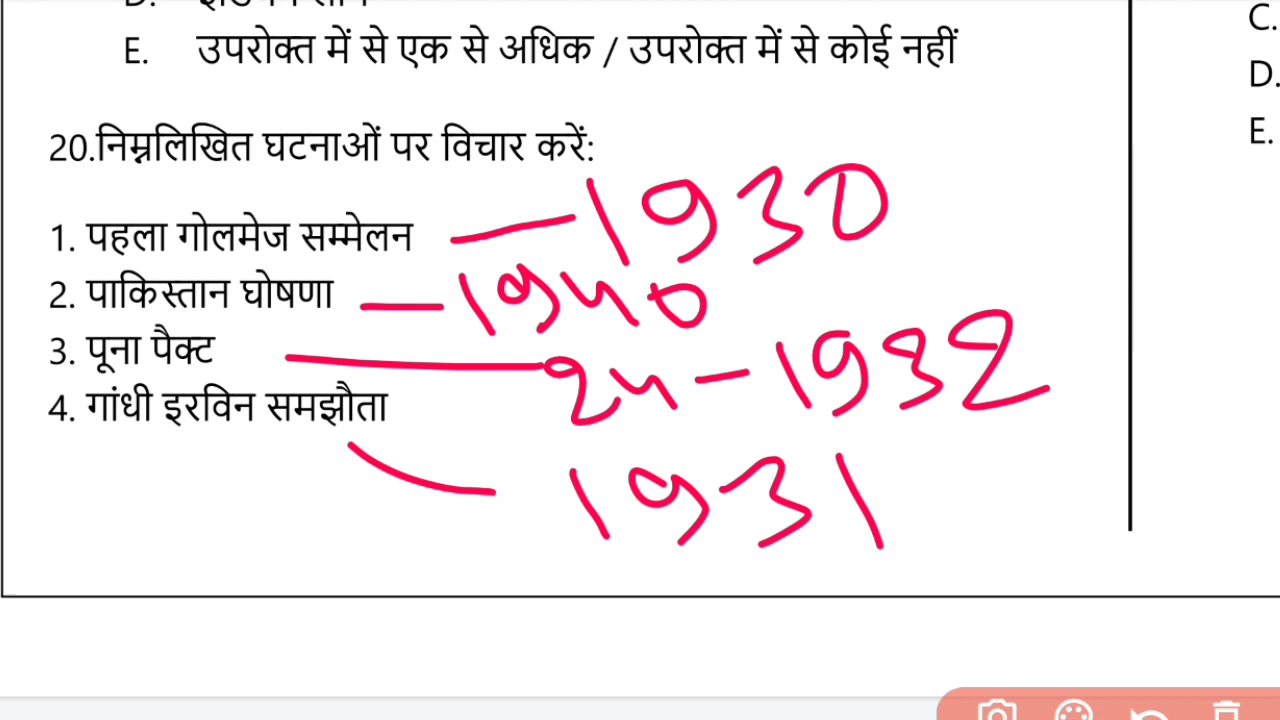 E. उपरोक्त में से एक से अधिक / उपरोक्त में से कोई नहीं
20.निम्नलिखित घटनाओं पर विचार करें:
1. पहला गोलमेज सम्मेलन — 1930
2. पाकिस्तान घोषणा — 1940
3. पूना पैक्ट — 24 - 1932
4. गांधी इरविन समझौता — 1931
C.
D.
E.